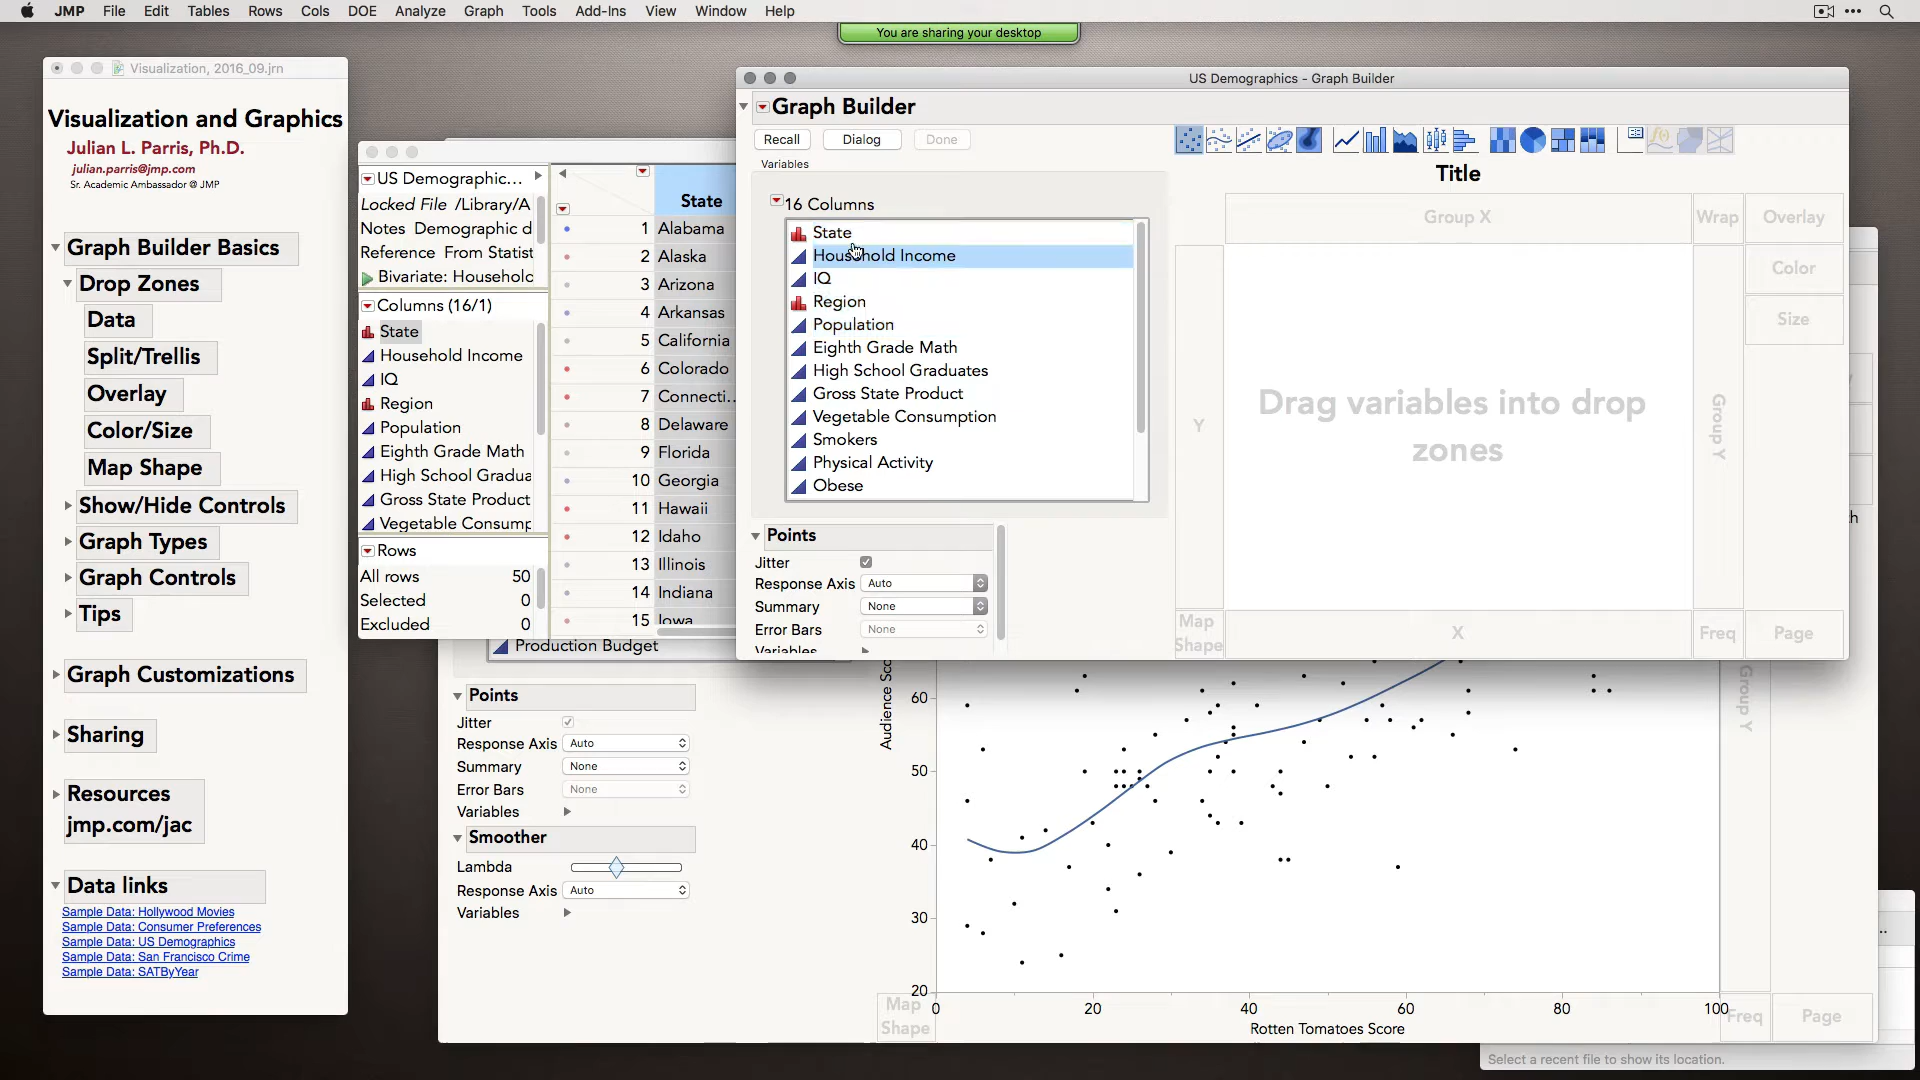 JMP File Edit Tables Rows Cols DOE Analyze Graph Tools Add-Ins View Window Help
You are sharing your desktop
Visualization, 2016_09.jrn
Visualization and Graphics
Julian L. Parris, Ph.D.
julian.parris@jmp.com
Sr. Academic Ambassador @ JMP
Graph Builder Basics
Drop Zones
Data
Split/Trellis
Overlay
Color/Size
Map Shape
Show/Hide Controls
Graph Types
Graph Controls
Tips
Graph Customizations
Sharing
Resources
jmp.com/jac
Data links
Sample Data: Hollywood Movies
Sample Data: Consumer Preferences
Sample Data: US Demographics
Sample Data: San Francisco Crime
Sample Data: SATByYear
US Demographic...
Locked File /Library/A
Notes Demographic d
Reference From Statist
Bivariate: Househol
Columns (16/1)
State
Household Income
IQ
Region
Population
Eighth Grade Math
High School Gradua
Gross State Product
Vegetable Consump
Rows
All rows 50
Selected 0
Excluded 0
State
1 Alabama
2 Alaska
3 Arizona
4 Arkansas
5 California
6 Colorado
7 Connecti...
8 Delaware
9 Florida
10 Georgia
11 Hawaii
12 Idaho
13 Illinois
14 Indiana
15 Iowa
US Demographics - Graph Builder
Graph Builder
Recall Dialog Done
Variables
16 Columns
State
Household Income
IQ
Region
Population
Eighth Grade Math
High School Graduates
Gross State Product
Vegetable Consumption
Smokers
Physical Activity
Obese
Points
Jitter
Response Axis Auto
Summary None
Error Bars None
Variables
Title
Group X Wrap Overlay
Color
Size
Y
Drag variables into drop
zones
Group Y
Map
Shape
X
Freq
Page
Production Budget
Points
Jitter
Response Axis Auto
Summary None
Error Bars None
Variables
Smoother
Lambda
Response Axis Auto
Variables
Audience Sco
60
50
40
30
20
0 20 40 60 80 100
Rotten Tomatoes Score
Map
Shape
Group Y
Freq
Page
Select a recent file to show its location.